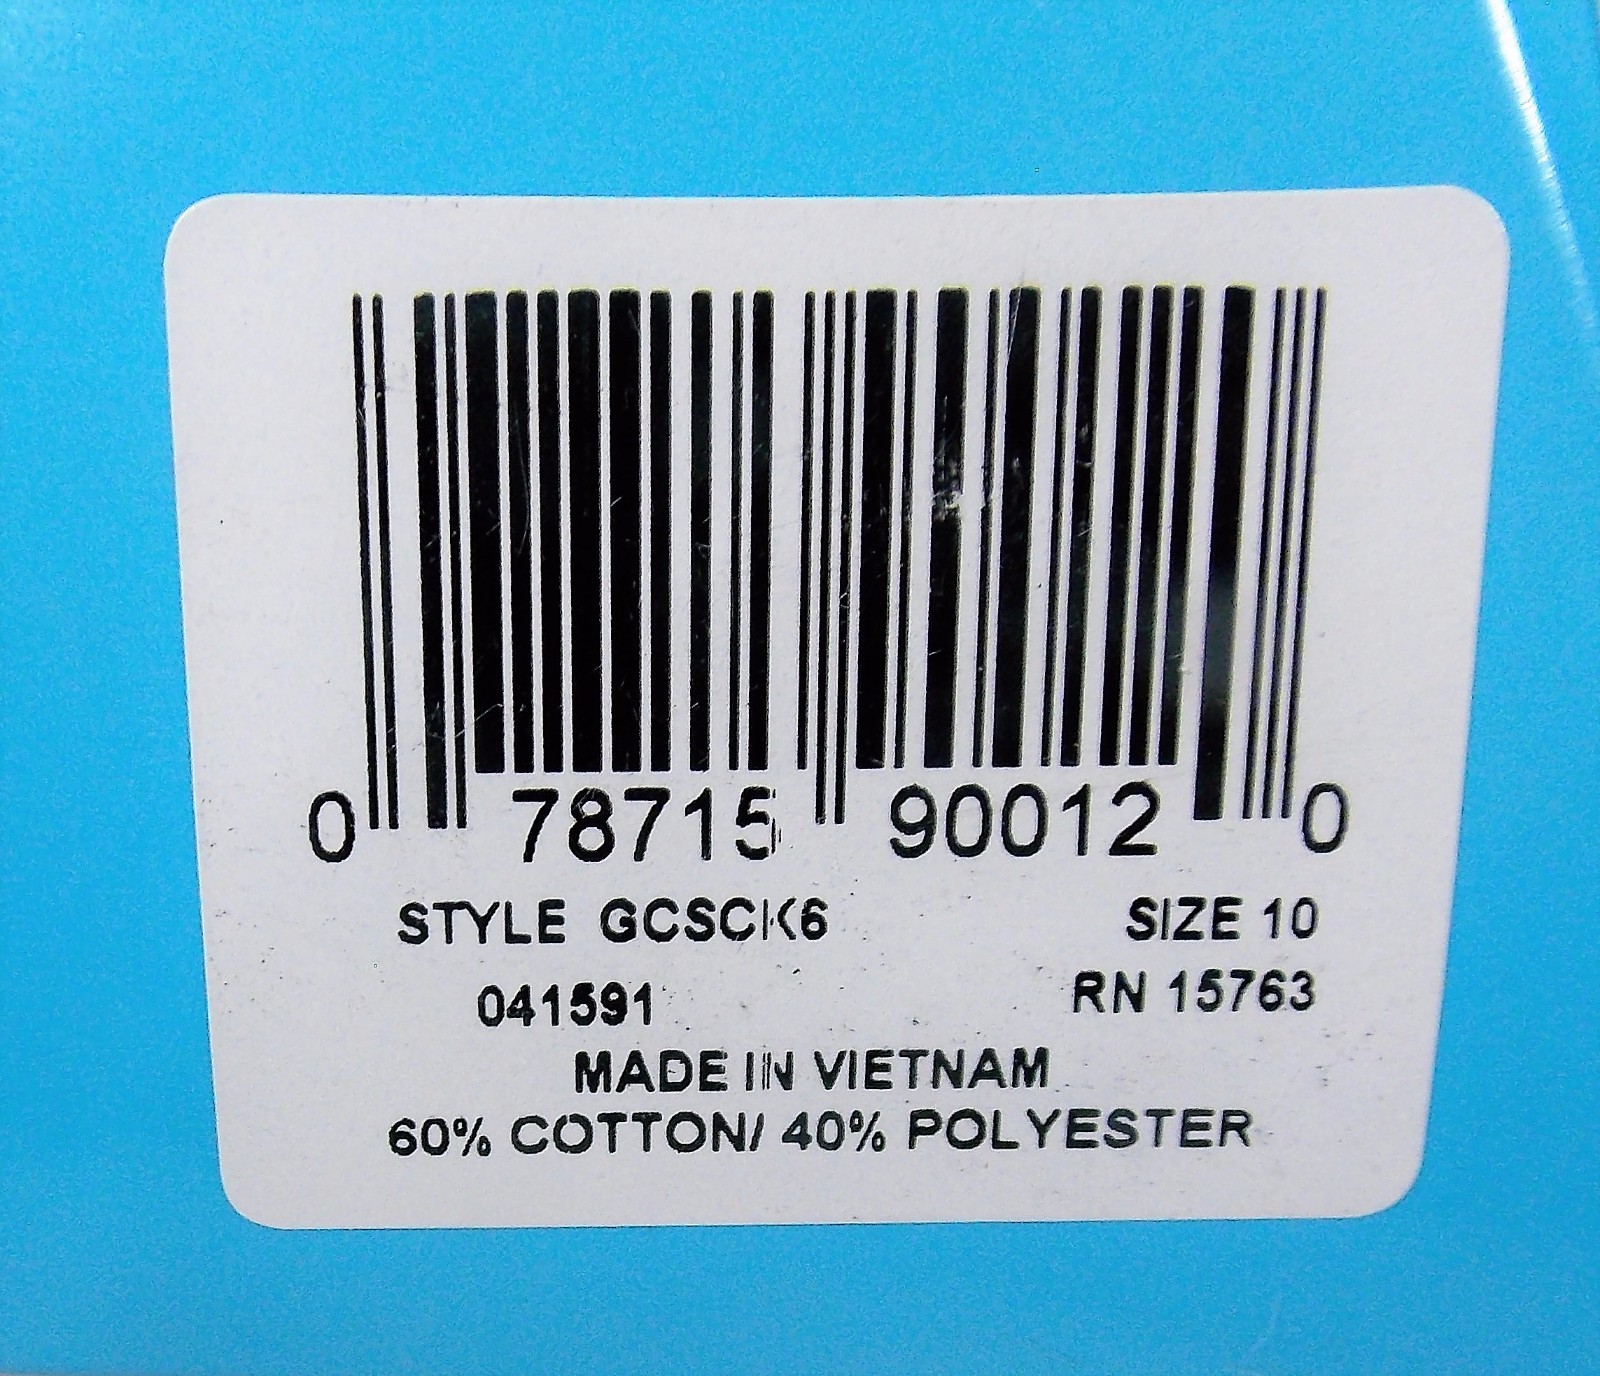 0 78715 90012 0
STYLE GCSCK6 SIZE 10
041591 RN 15763
MADE IN VIETNAM
60% COTTON/ 40% POLYESTER